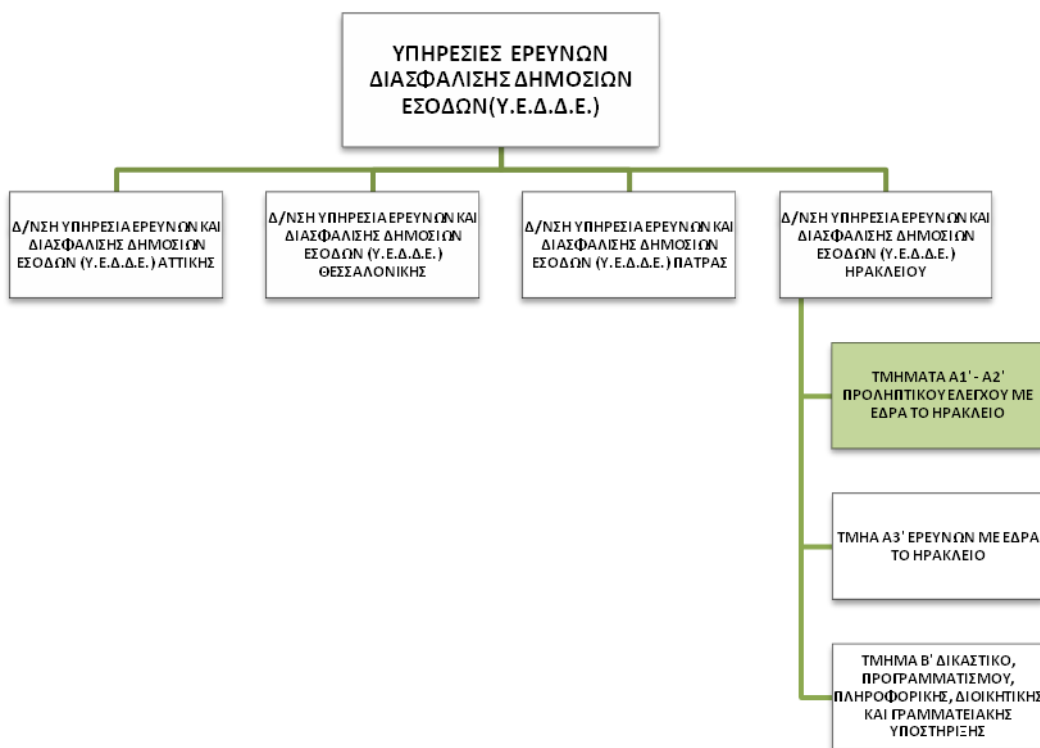 ΥΠΗΡΕΣΙΕΣ ΕΡΕΥΝΩΝ
ΔΙΑΣΦΑΛΙΣΗΣ ΔΗΜΟΣΙΩΝ
ΕΣΟΔΩΝ(Υ.Ε.Δ.Δ.Ε.)
Δ/ΝΣΗ ΥΠΗΡΕΣΙΑ ΕΡΕΥΝΩΝ ΚΑΙ
ΔΙΑΣΦΑΛΙΣΗΣ ΔΗΜΟΣΙΩΝ
ΕΣΟΔΩΝ (Υ.Ε.Δ.Δ.Ε.) ΑΤΤΙΚΗΣ
Δ/ΝΣΗ ΥΠΗΡΕΣΙΑ ΕΡΕΥΝΩΝ ΚΑΙ
ΔΙΑΣΦΑΛΙΣΗΣ ΔΗΜΟΣΙΩΝ
ΕΣΟΔΩΝ (Υ.Ε.Δ.Δ.Ε.)
ΘΕΣΣΑΛΟΝΙΚΗΣ
Δ/ΝΣΗ ΥΠΗΡΕΣΙΑ ΕΡΕΥΝΩΝ ΚΑΙ
ΔΙΑΣΦΑΛΙΣΗΣ ΔΗΜΟΣΙΩΝ
ΕΣΟΔΩΝ (Υ.Ε.Δ.Δ.Ε.) ΠΑΤΡΑΣ
Δ/ΝΣΗ ΥΠΗΡΕΣΙΑ ΕΡΕΥΝΩΝ ΚΑΙ
ΔΙΑΣΦΑΛΙΣΗΣ ΔΗΜΟΣΙΩΝ
ΕΣΟΔΩΝ (Υ.Ε.Δ.Δ.Ε.)
ΗΡΑΚΛΕΙΟΥ
ΤΜΗΜΑΤΑ Α1' - Α2'
ΠΡΟΛΗΠΤΙΚΟΥ ΕΛΕΓΧΟΥ ΜΕ
ΕΔΡΑ ΤΟ ΗΡΑΚΛΕΙΟ
ΤΜΗΑ Α3' ΕΡΕΥΝΩΝ ΜΕ ΕΔΡΑ
ΤΟ ΗΡΑΚΛΕΙΟ
ΤΜΗΜΑ Β' ΔΙΚΑΣΤΙΚΟ,
ΠΡΟΓΡΑΜΜΑΤΙΣΜΟΥ,
ΠΛΗΡΟΦΟΡΙΚΗΣ, ΔΙΟΙΚΗΤΙΚΗΣ
ΚΑΙ ΓΡΑΜΜΑΤΕΙΑΚΗΣ
ΥΠΟΣΤΗΡΙΞΗΣ